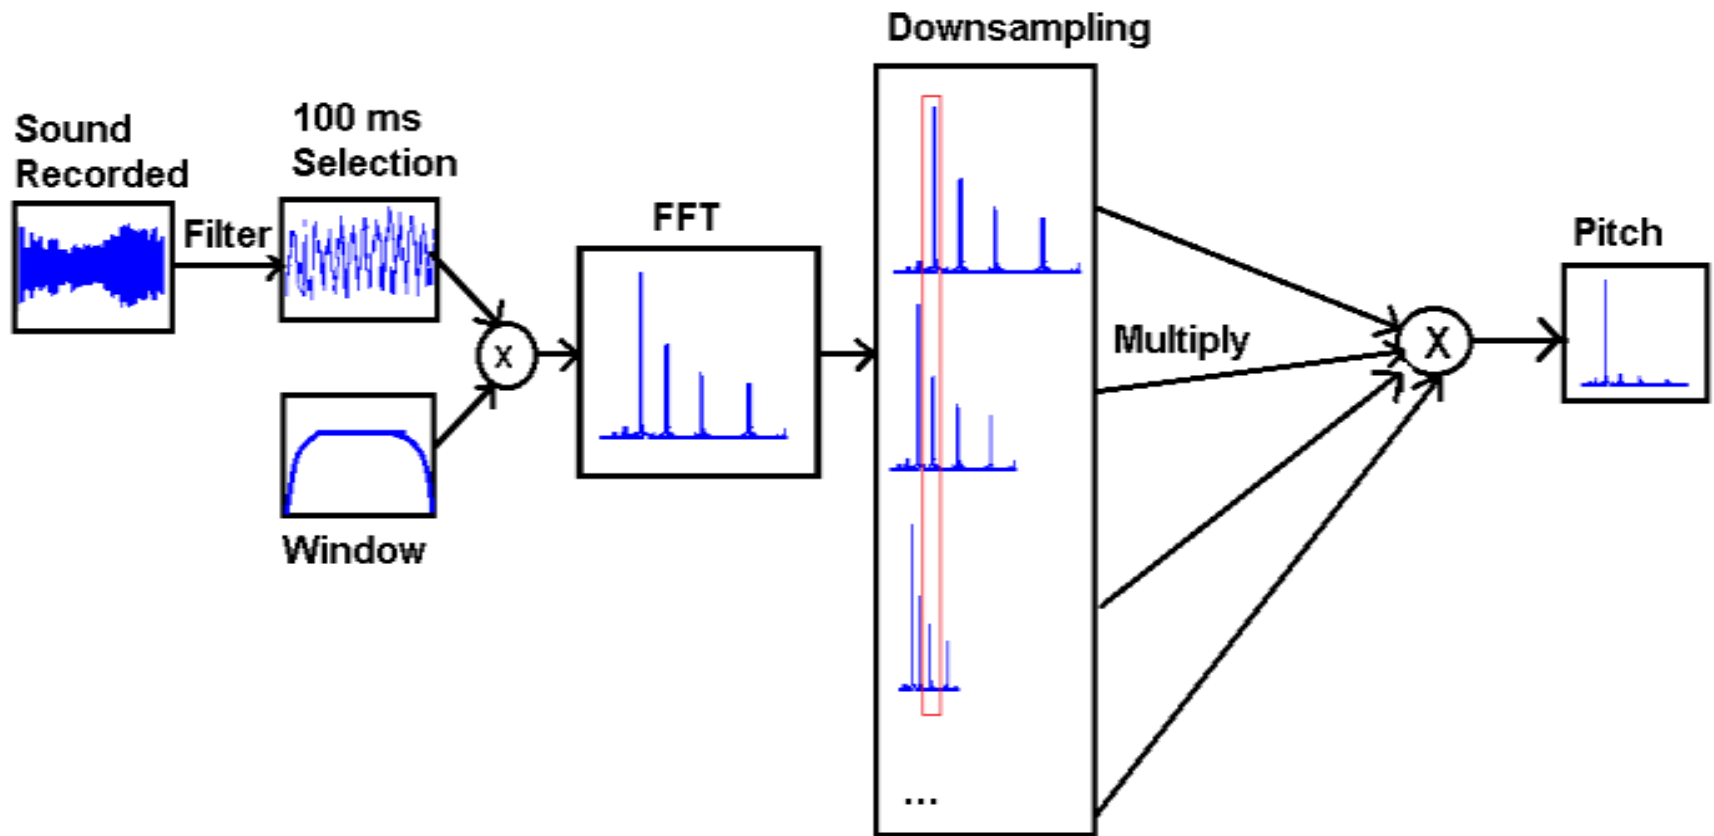 Sound
Recorded
Filter
100 ms
Selection
X
Window
FFT
Downsampling
...
Multiply
X
Pitch